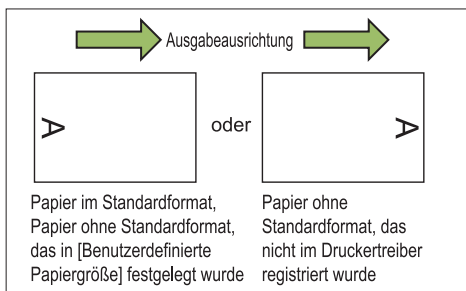 Ausgabeausrichtung
A
oder
A
Papier im Standardformat,
Papier ohne Standardformat,
das in [Benutzerdefinierte
Papiergröße] festgelegt wurde
Papier ohne
Standardformat, das
nicht im Druckertreiber
registriert wurde